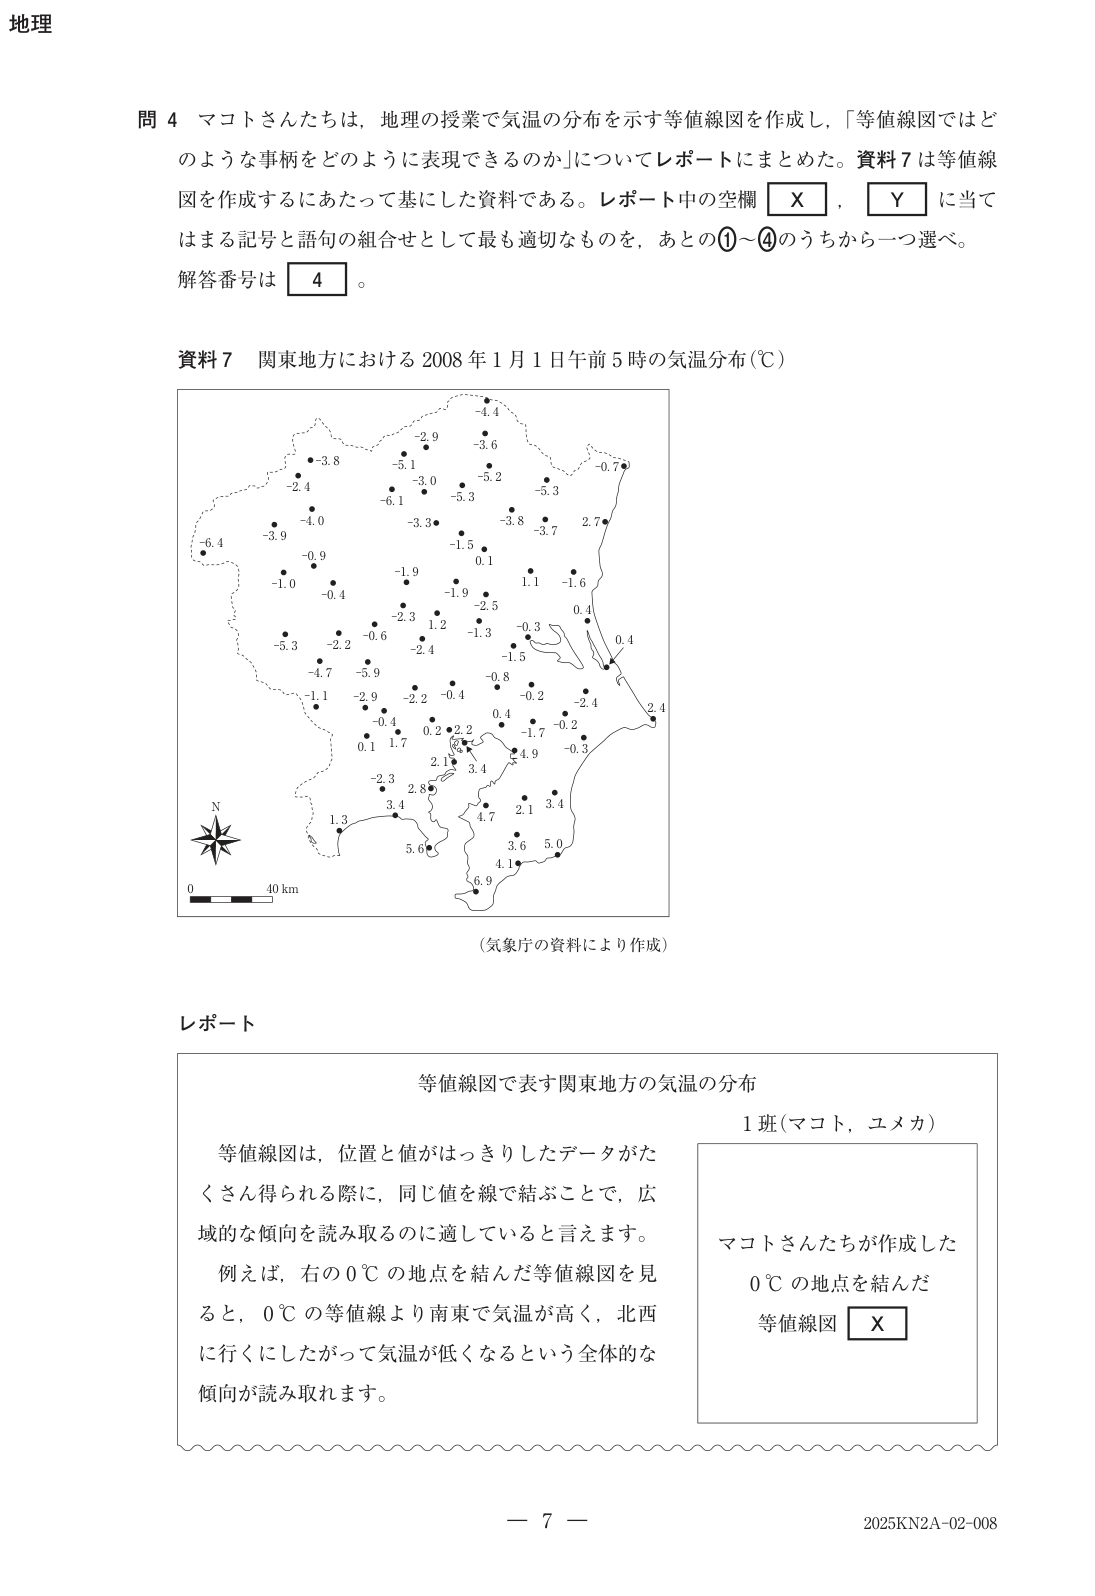 地理
問 4 マコトさんたちは，地理の授業で気温の分布を示す等値線図を作成し，「等値線図ではど
のような事柄をどのように表現できるのか」についてレポートにまとめた。資料7は等値線
図を作成するにあたって基にした資料である。レポート中の空欄 X ， Y に当て
はまる記号と語句の組合せとして最も適切なものを，あとの①～④のうちから一つ選べ。
解答番号は 4 。
資料7 関東地方における 2008 年 1 月 1 日午前 5 時の気温分布(℃)
-4.4
-2.9
-3.6
-3.8
-5.1
-0.7
-5.2
-2.4
-3.0
-5.3
-5.3
-6.1
-4.0
-3.3
-3.8
-3.7
2.7
-3.9
-1.5
-6.4
-0.9
0.1
-1.0
-1.9
1.1
-1.6
-0.4
-1.9
-2.5
-2.3
1.2
0.4
-0.6
-1.3
-0.3
-5.3
-2.2
-2.4
-1.5
0.4
-4.7
-5.9
-0.8
-1.1
-2.9
-2.2
-0.4
-0.2
-2.4
2.4
-0.4
0.4
-0.2
0.2
2.2
-1.7
0.1
1.7
-0.3
4.9
2.1
3.4
-2.3
2.8
3.4
4.7
2.1
3.4
1.3
5.6
3.6
5.0
4.1
6.9
N
0 40 km
(気象庁の資料により作成)
レポート
等値線図で表す関東地方の気温の分布
1 班(マコト，ユメカ)
等値線図は，位置と値がはっきりしたデータがた
くさん得られる際に，同じ値を線で結ぶことで，広
域的な傾向を読み取るのに適していると言えます。
例えば，右の 0 ℃ の地点を結んだ等値線図を見
ると，0 ℃ の等値線より南東で気温が高く，北西
に行くにしたがって気温が低くなるという全体的な
傾向が読み取れます。
マコトさんたちが作成した
0 ℃ の地点を結んだ
等値線図 X
— 7 —
2025KN2A-02-008